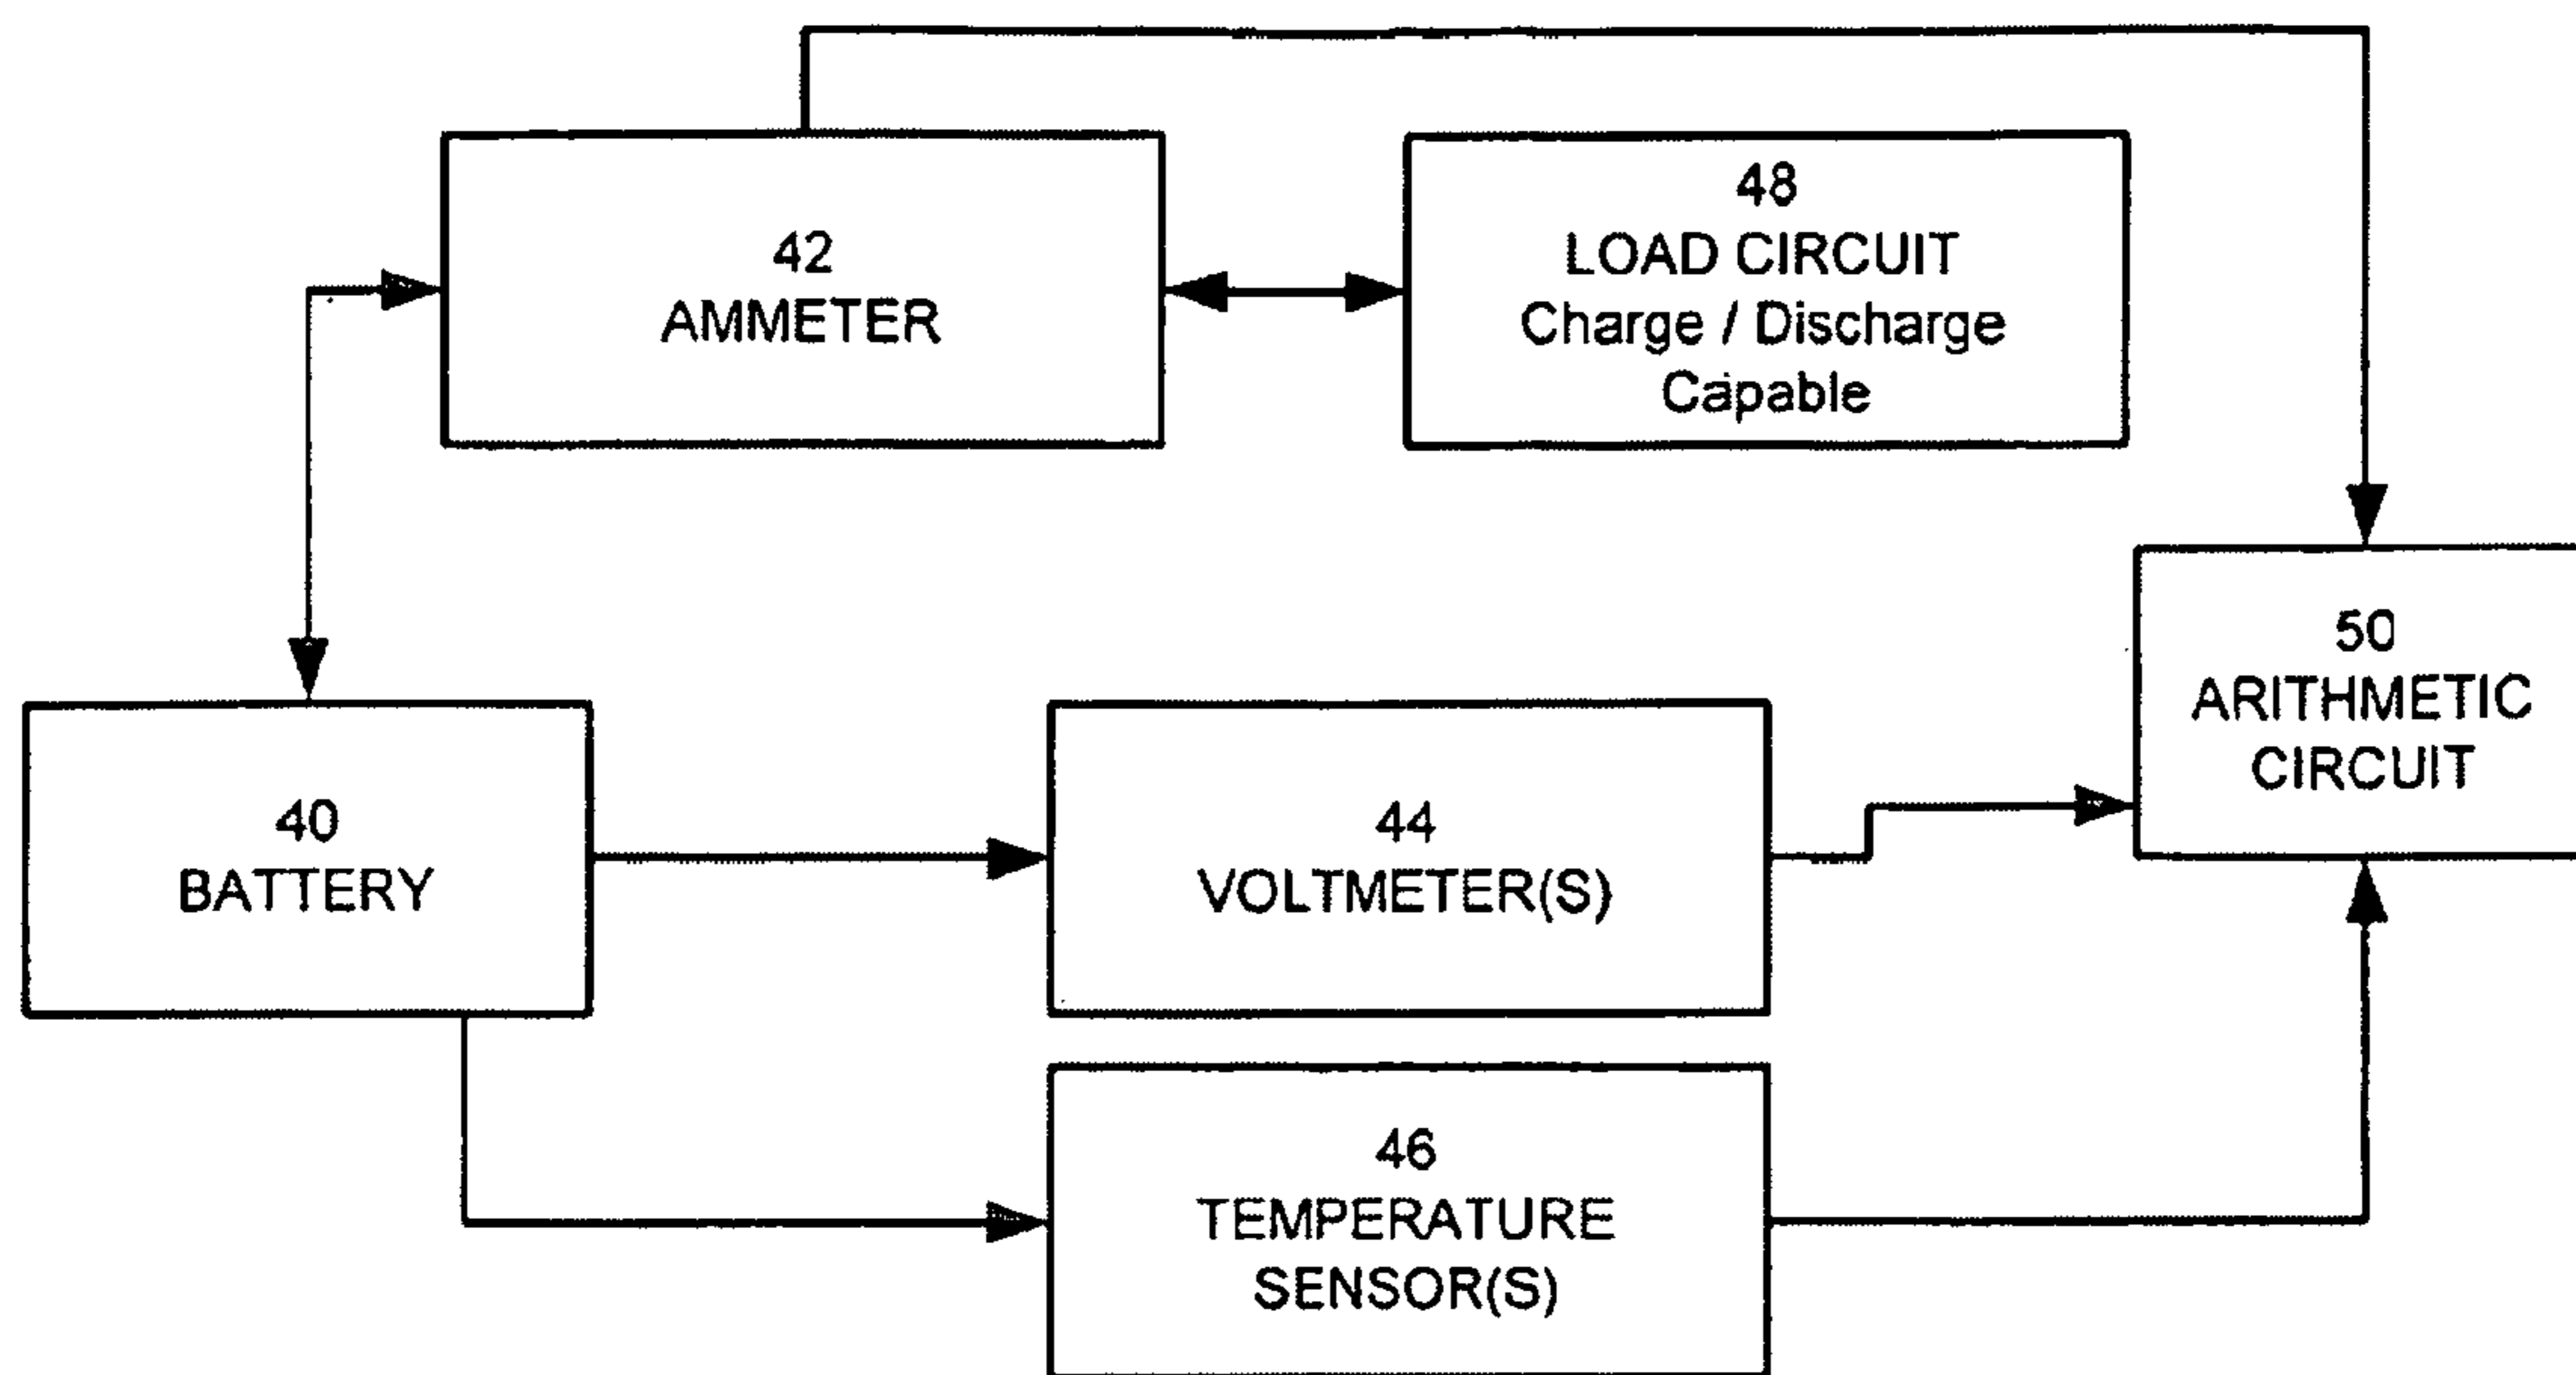 42
AMMETER
48
LOAD CIRCUIT
Charge / Discharge
Capable
50
ARITHMETIC
CIRCUIT
40
BATTERY
44
VOLTMETER(S)
46
TEMPERATURE
SENSOR(S)